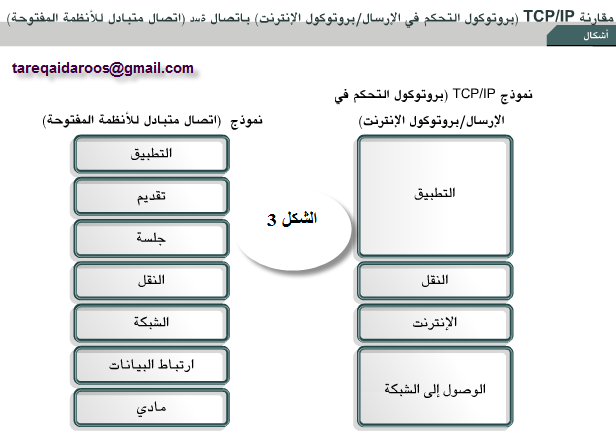 مقارنة TCP/IP (بروتوكول التحكم في الإرسال/بروتوكول الإنترنت) باتصال (اتصال متبادل للأنظمة المفتوحة)
أشكال
tareqaidaroos@gmail.com
نموذج TCP/IP (بروتوكول التحكم في
الإرسال/بروتوكول الإنترنت)
التطبيق
النقل
الإنترنت
الوصول إلى الشبكة
الشكل 3
نموذج (اتصال متبادل للأنظمة المفتوحة)
التطبيق
تقديم
جلسة
النقل
الشبكة
ارتباط البيانات
مادي